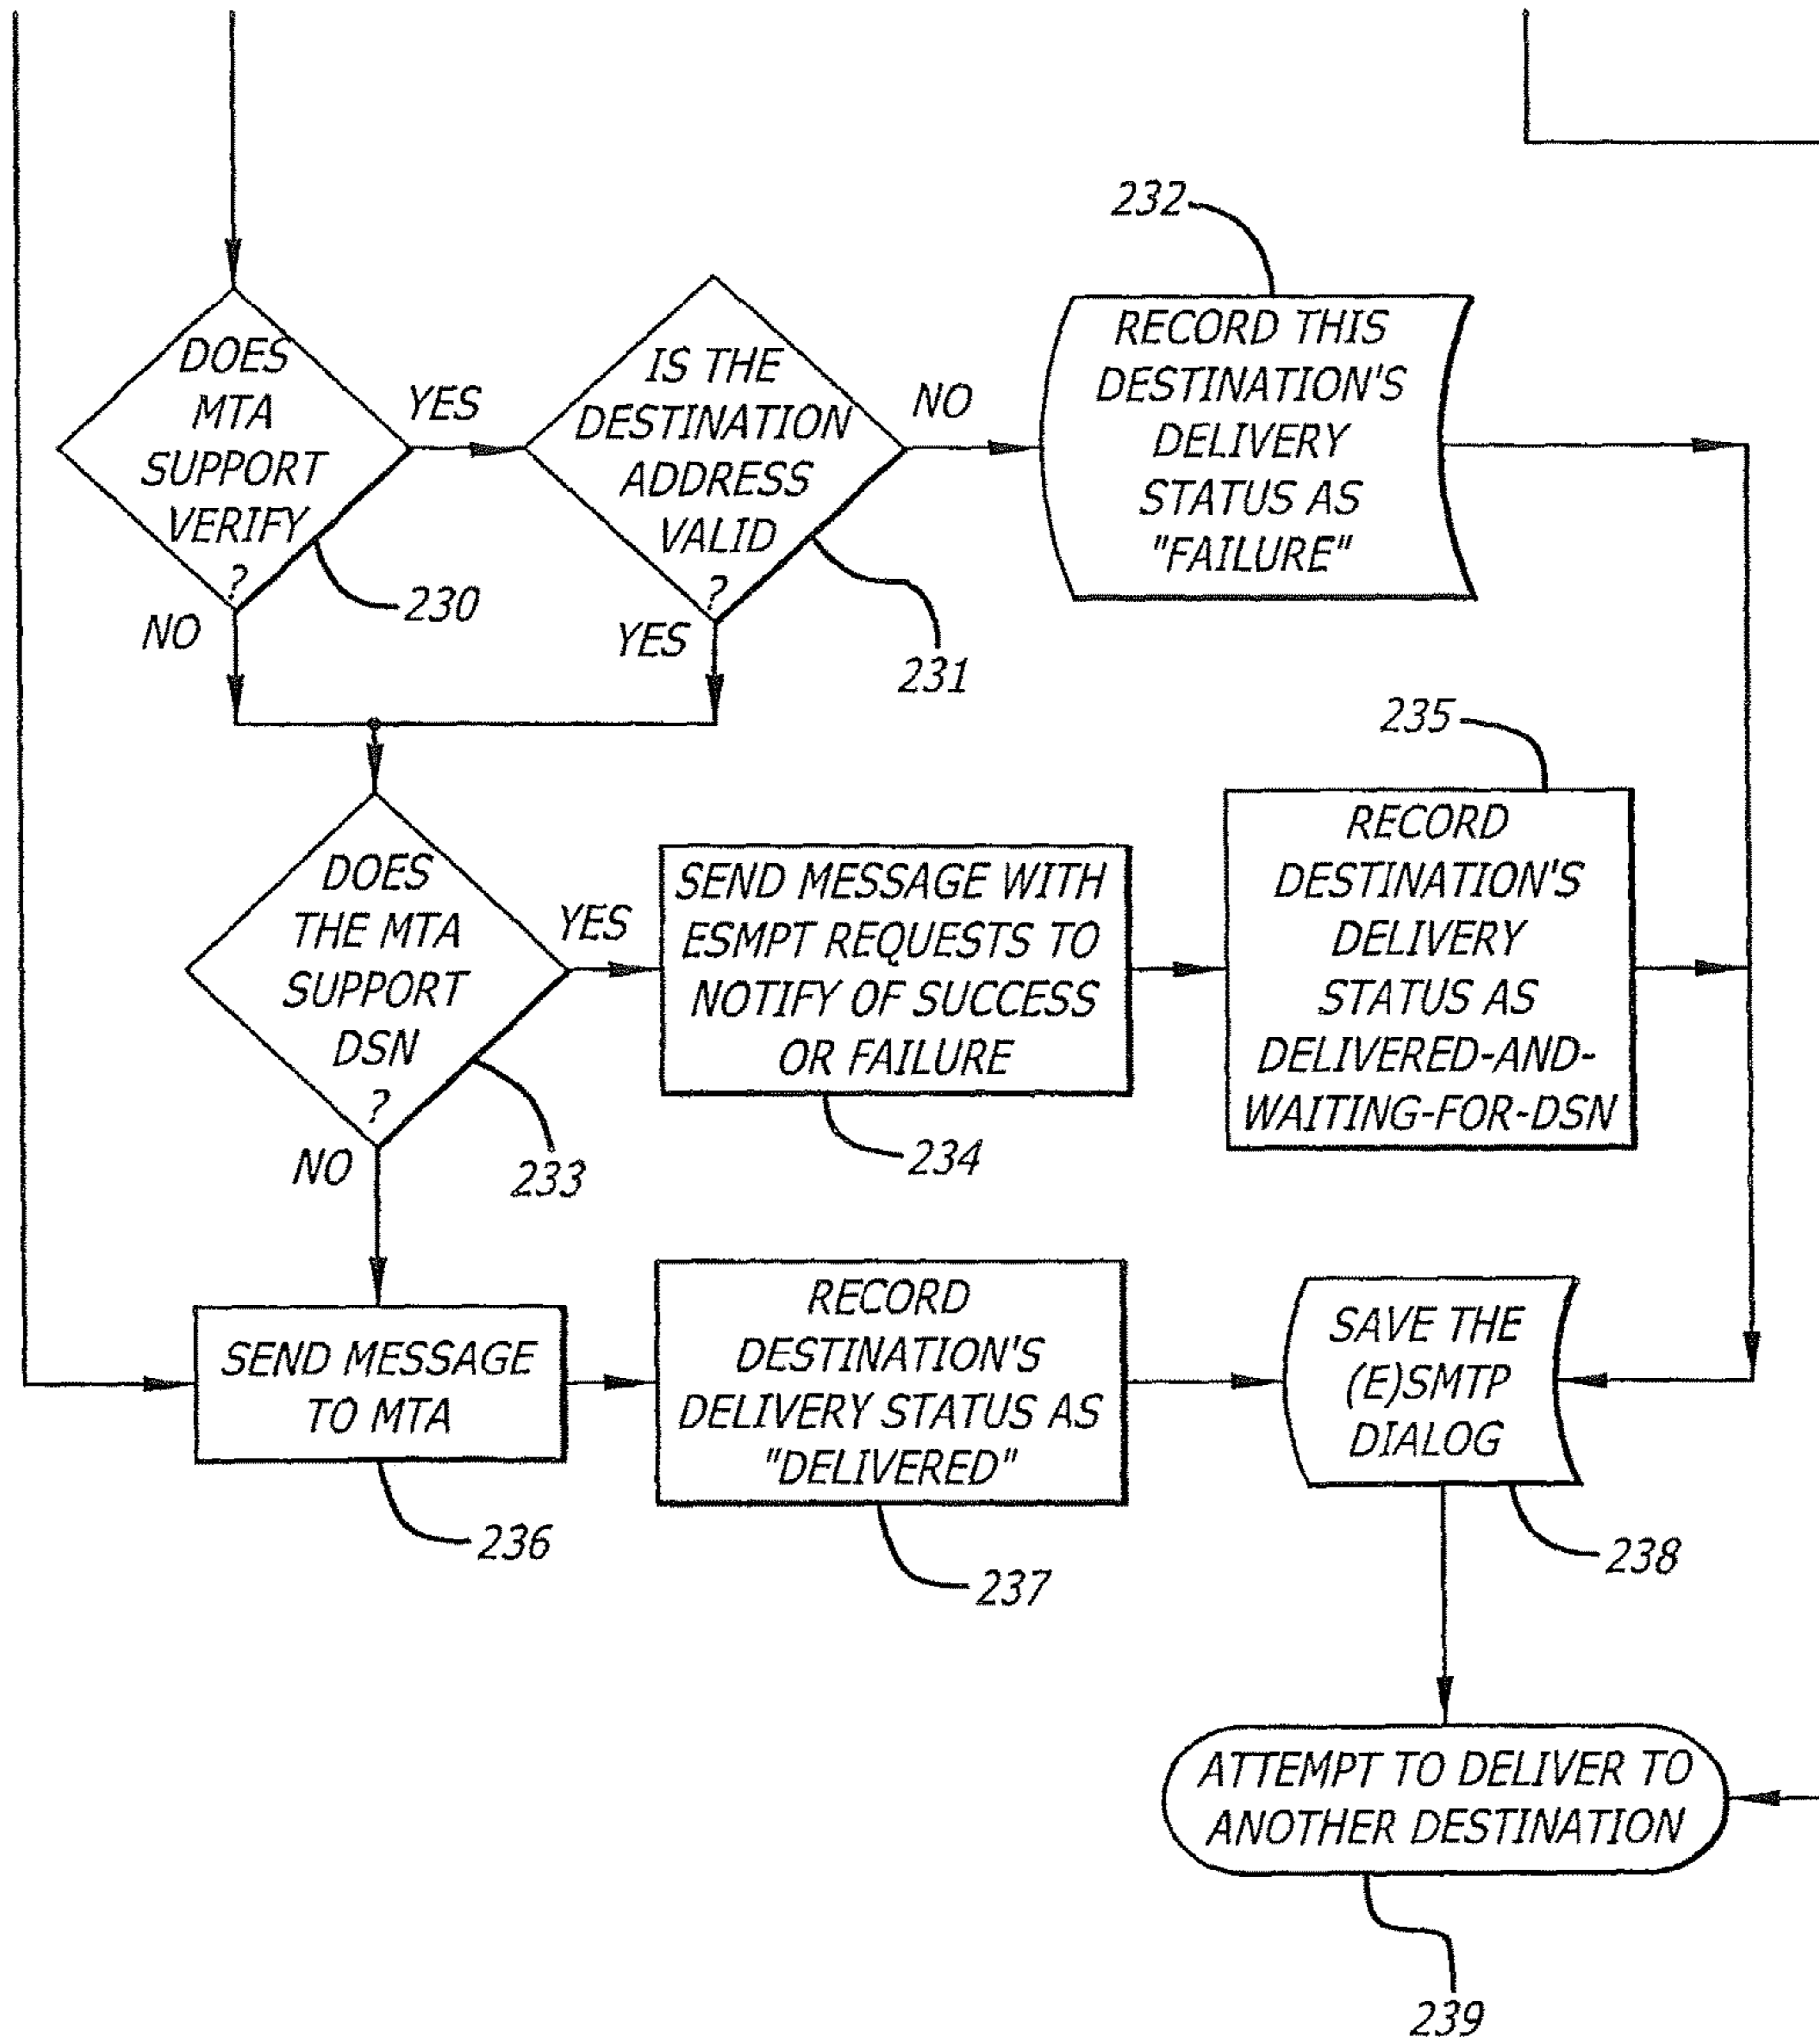 232
DOES
MTA
SUPPORT
VERIFY
?
230
YES
NO
IS THE
DESTINATION
ADDRESS
VALID
?
231
NO
YES
RECORD THIS
DESTINATION'S
DELIVERY
STATUS AS
"FAILURE"
235
DOES
THE MTA
SUPPORT
DSN
?
233
YES
NO
SEND MESSAGE WITH
ESMPT REQUESTS TO
NOTIFY OF SUCCESS
OR FAILURE
234
RECORD
DESTINATION'S
DELIVERY
STATUS AS
DELIVERED-AND-
WAITING-FOR-DSN
SEND MESSAGE
TO MTA
236
RECORD
DESTINATION'S
DELIVERY STATUS AS
"DELIVERED"
237
SAVE THE
(E)SMTP
DIALOG
238
ATTEMPT TO DELIVER TO
ANOTHER DESTINATION
239